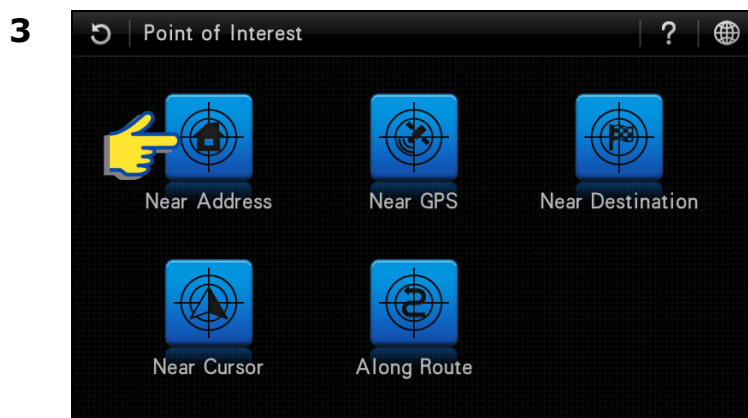 3
Point of Interest ?
Near Address Near GPS Near Destination
Near Cursor Along Route